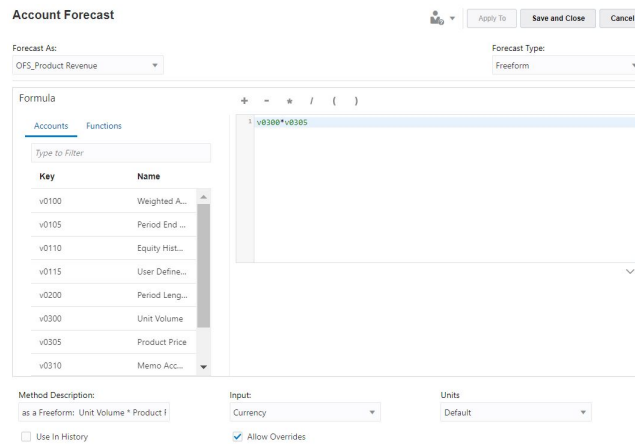 Account Forecast
Apply To Save and Close Cancel
Forecast As: Forecast Type:
OFS_Product Revenue Freeform
Formula + - * / ( )
Accounts Functions
1 v0300*v0305
Type to Filter
Key Name
v0100 Weighted A...
v0105 Period End ...
v0110 Equity Hist...
v0115 User Define...
v0200 Period Leng...
v0300 Unit Volume
v0305 Product Price
v0310 Memo Acc...
Method Description: Input: Units
as a Freeform: Unit Volume * Product Currency Default
Use In History Allow Overrides